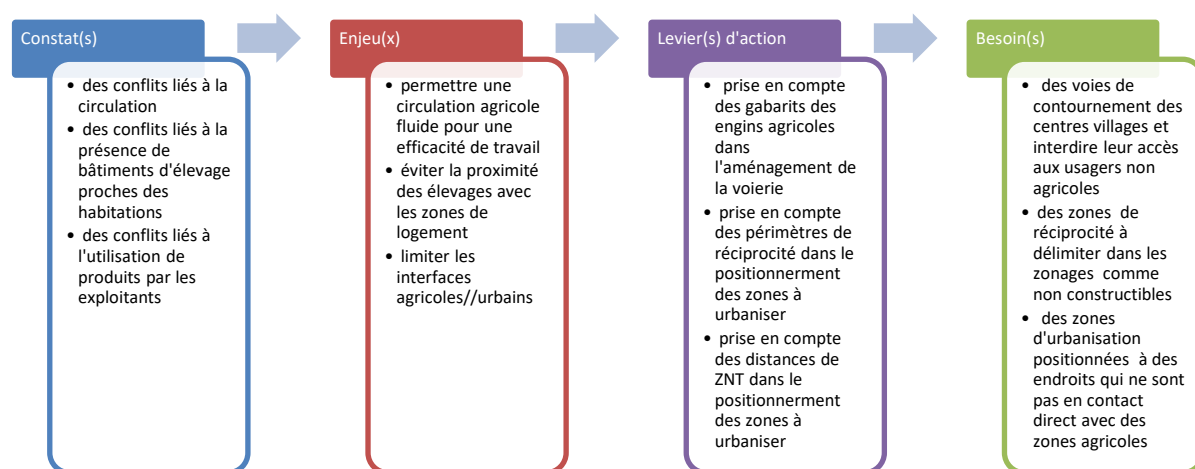 Constat(s)
• des conflits liés à la
circulation
• des conflits liés à la
présence de
bâtiments d'élevage
proches des
habitations
• des conflits liés à
l'utilisation de
produits par les
exploitants
Enjeu(x)
• permettre une
circulation agricole
fluide pour une
efficacité de travail
• éviter la proximité
des élevages avec
les zones de
logement
• limiter les
interfaces
agricoles//urbains
Levier(s) d'action
• prise en compte
des gabarits des
engins agricoles
dans
l'aménagement de
la voierie
• prise en compte
des périmètres de
réciprocité dans le
positionnerment
des zones à
urbaniser
• prise en compte
des distances de
ZNT dans le
positionnement
des zones à
urbaniser
Besoin(s)
• des voies de
contournement des
centres villages et
interdire leur accès
aux usagers non
agricoles
• des zones de
réciprocité à
délimiter dans les
zonages comme
non constructibles
• des zones
d'urbanisation
positionnées à des
endroits qui ne sont
pas en contact
direct avec des
zones agricoles